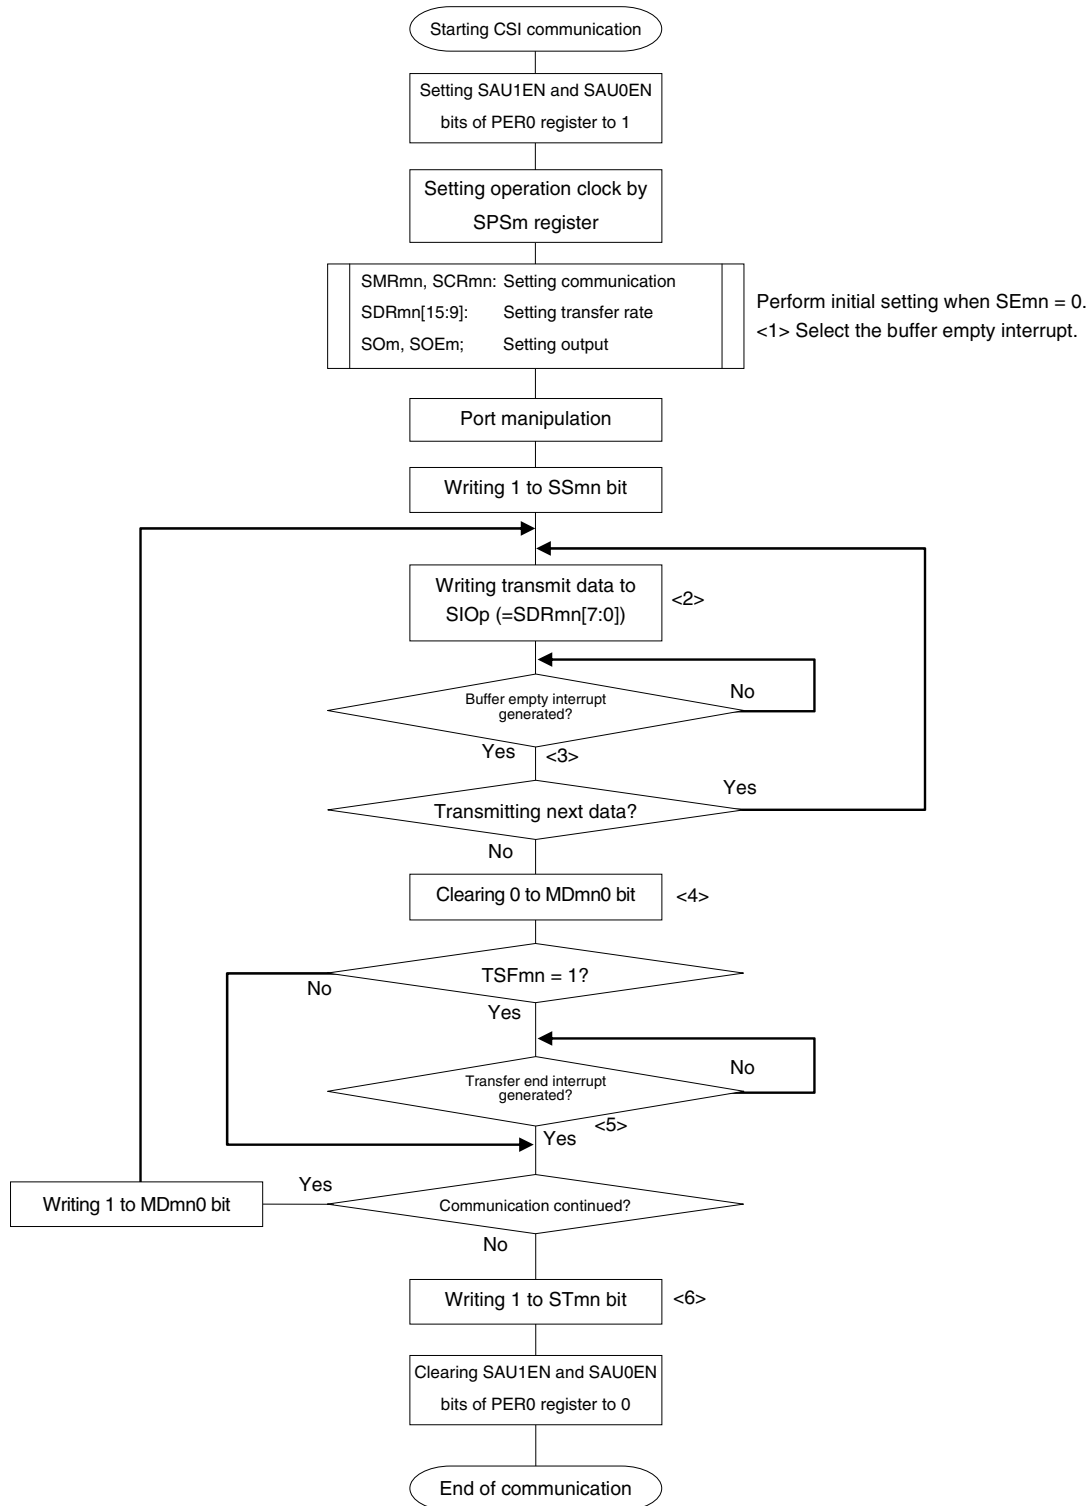 Starting CSI communication
Setting SAU1EN and SAU0EN
bits of PER0 register to 1
Setting operation clock by
SPSm register
SMRmn, SCRmn: Setting communication
SDRmn[15:9]: Setting transfer rate
SOm, SOEm; Setting output
Perform initial setting when SEmn = 0.
<1> Select the buffer empty interrupt.
Port manipulation
Writing 1 to SSmn bit
Writing transmit data to
SIOp (=SDRmn[7:0])
<2>
Buffer empty interrupt
generated?
No
Yes
<3>
Transmitting next data?
Yes
No
Clearing 0 to MDmn0 bit
<4>
TSFmn = 1?
No
Yes
Transfer end interrupt
generated?
No
<5>
Yes
Communication continued?
Yes
Writing 1 to MDmn0 bit
No
Writing 1 to STmn bit
<6>
Clearing SAU1EN and SAU0EN
bits of PER0 register to 0
End of communication